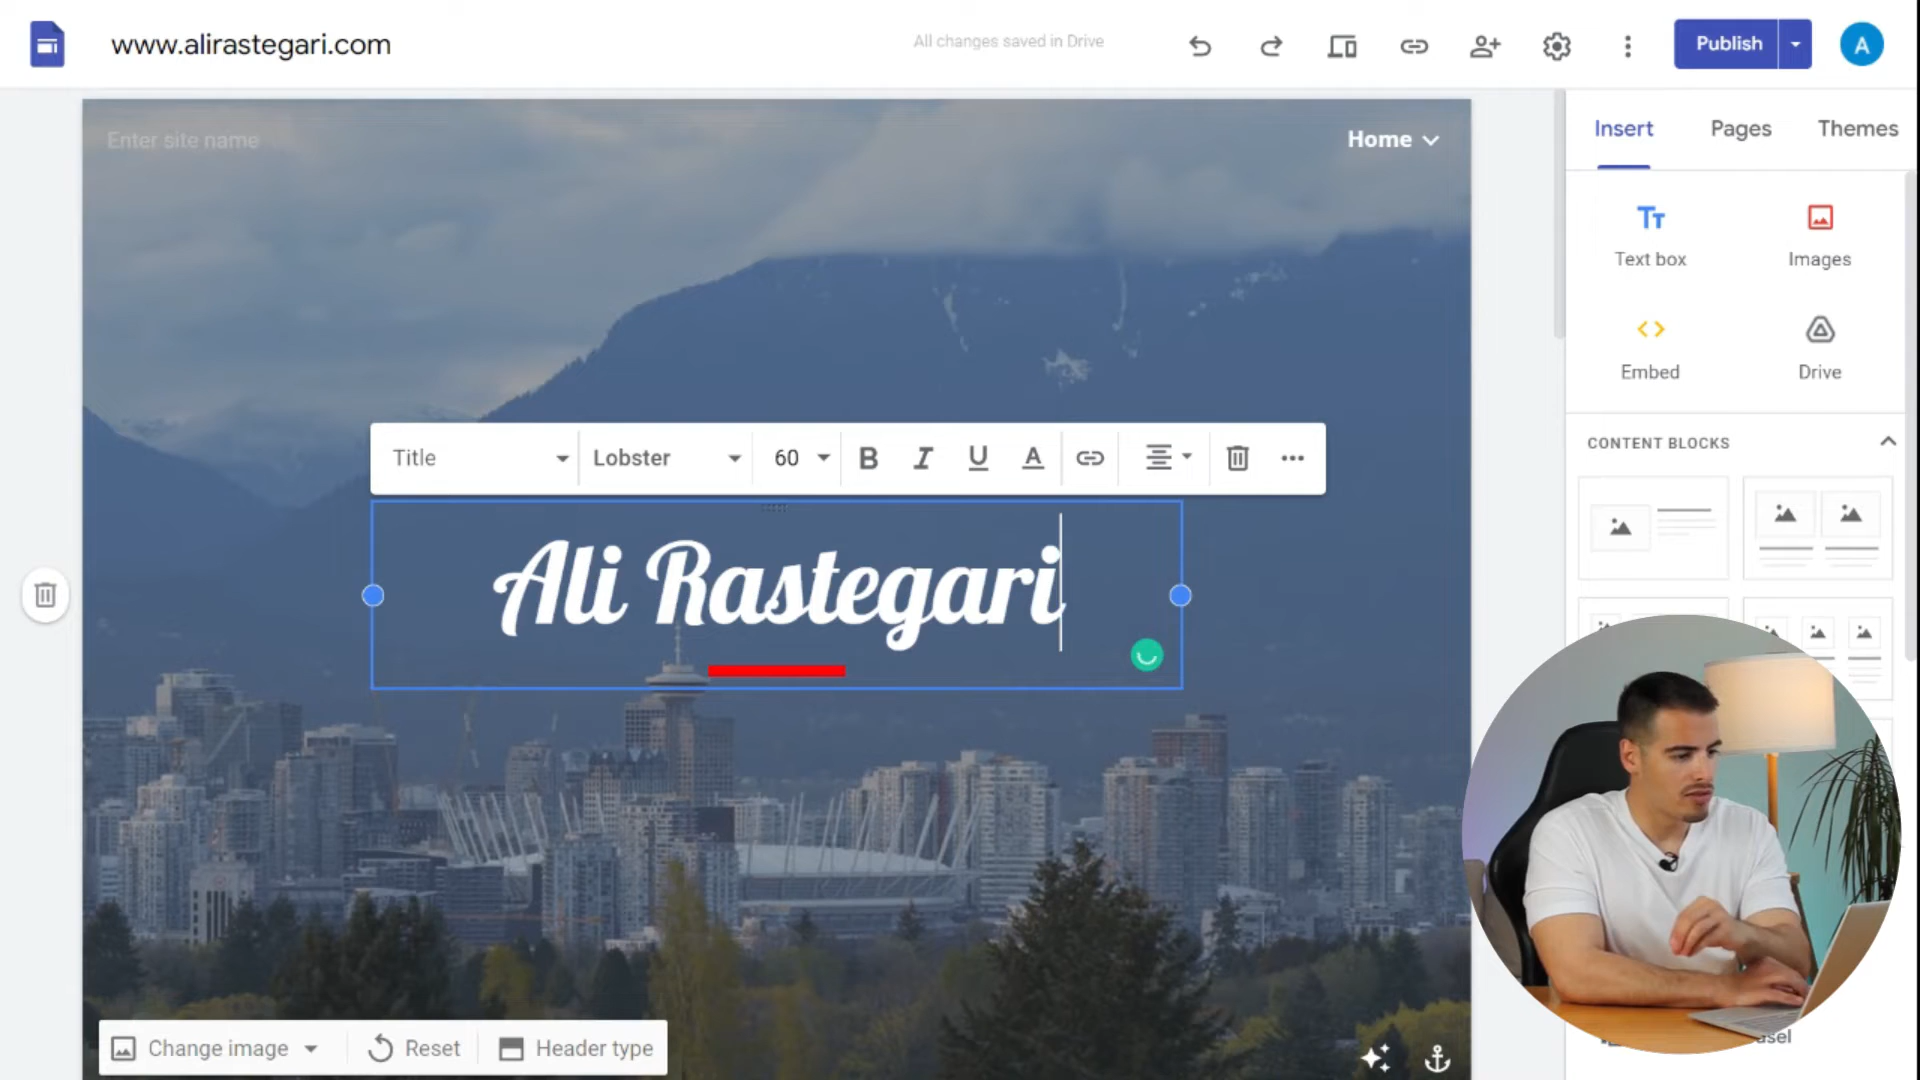 www.alirastegari.com
All changes saved in Drive
Publish
A
Enter site name
Home
Insert
Pages
Themes
Text box
Images
Embed
Drive
CONTENT BLOCKS
Title
Lobster
60
B
I
U
A
Ali Rastegari
Change image
Reset
Header type